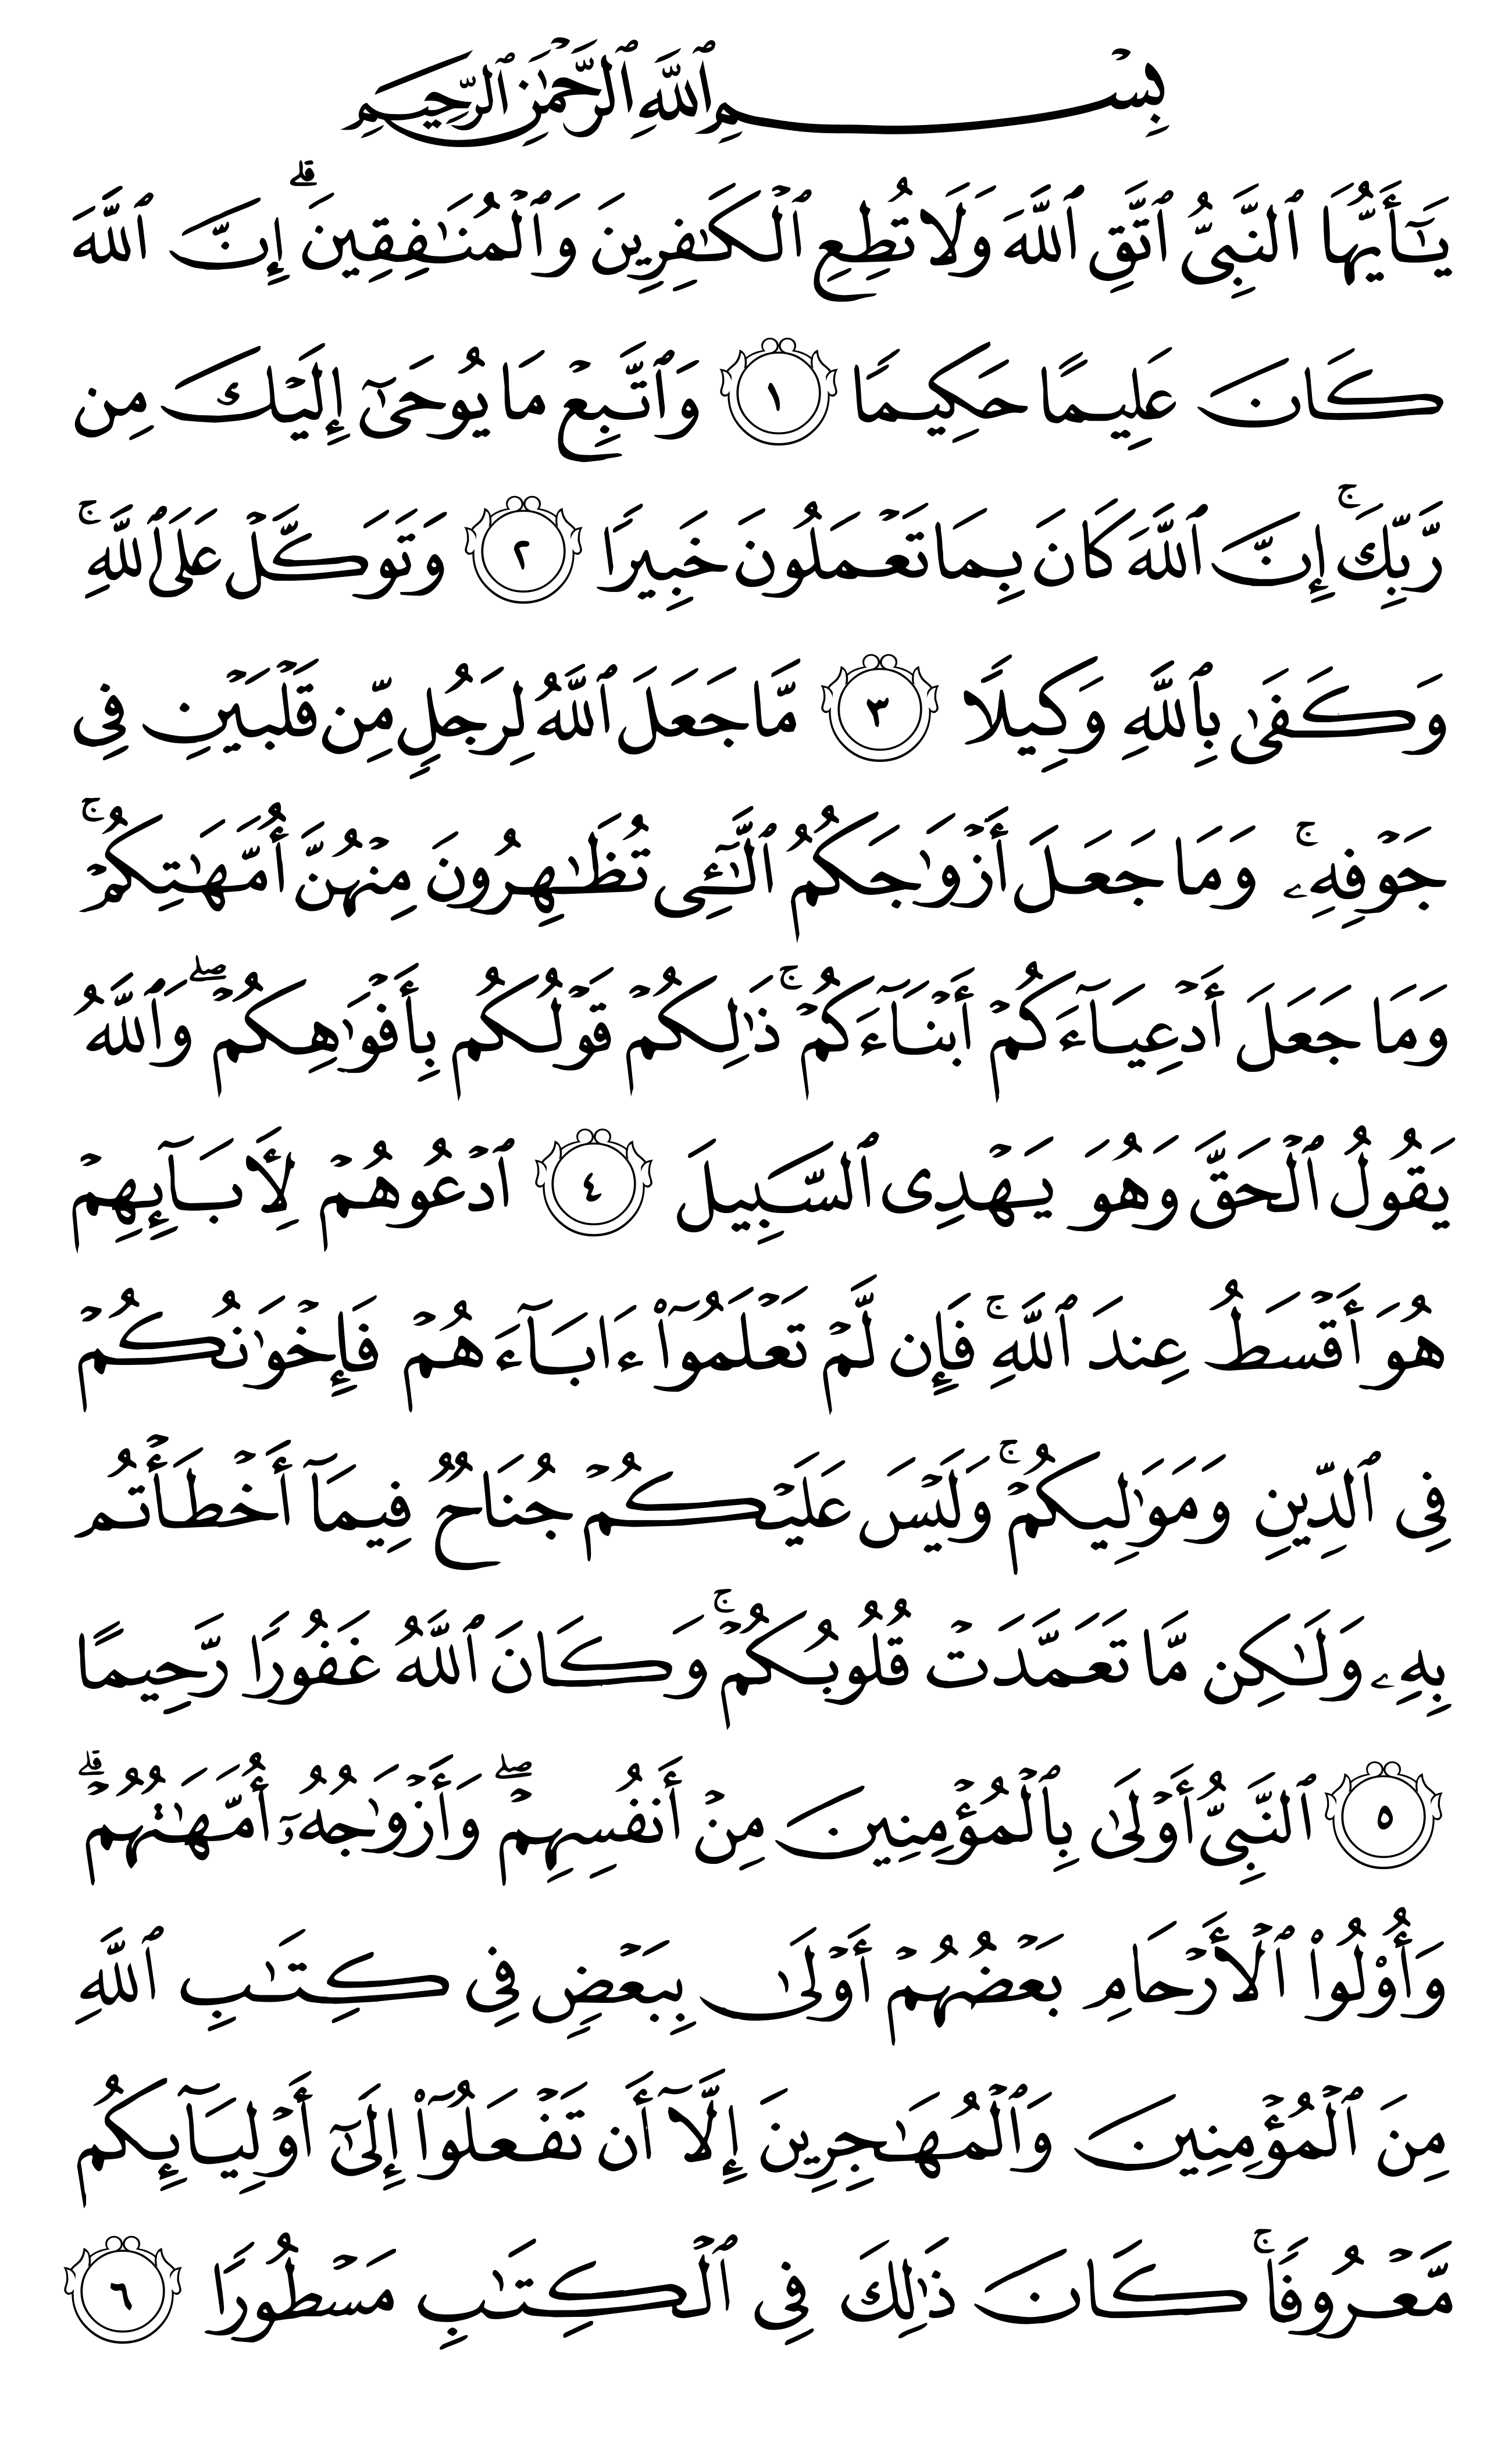 بِسۡمِ ٱللَّهِ ٱلرَّحۡمَٰنِ ٱلرَّحِيمِ
يَٰٓأَيُّهَا ٱلنَّبِيُّ ٱتَّقِ ٱللَّهَ وَلَا تُطِعِ ٱلۡكَٰفِرِينَ وَٱلۡمُنَٰفِقِينَۚ إِنَّ ٱللَّهَ
كَانَ عَلِيمًا حَكِيمٗا ١ وَٱتَّبِعۡ مَا يُوحَىٰٓ إِلَيۡكَ مِن
رَّبِّكَۚ إِنَّ ٱللَّهَ كَانَ بِمَا تَعۡمَلُونَ خَبِيرٗا ٢ وَتَوَكَّلۡ عَلَى ٱللَّهِۚ
وَكَفَىٰ بِٱللَّهِ وَكِيلٗا ٣ مَّا جَعَلَ ٱللَّهُ لِرَجُلٖ مِّن قَلۡبَيۡنِ فِي
جَوۡفِهِۦۚ وَمَا جَعَلَ أَزۡوَٰجَكُمُ ٱلَّٰٓـِٔي تُظَٰهِرُونَ مِنۡهُنَّ أُمَّهَٰتِكُمۡۚ
وَمَا جَعَلَ أَدۡعِيَآءَكُمۡ أَبۡنَآءَكُمۡۚ ذَٰلِكُمۡ قَوۡلُكُم بِأَفۡوَٰهِكُمۡۖ وَٱللَّهُ
يَقُولُ ٱلۡحَقَّ وَهُوَ يَهۡدِي ٱلسَّبِيلَ ٤ ٱدۡعُوهُمۡ لِأٓبَآئِهِمۡ
هُوَ أَقۡسَطُ عِندَ ٱللَّهِۚ فَإِن لَّمۡ تَعۡلَمُوٓاْ ءَابَآءَهُمۡ فَإِخۡوَٰنُكُمۡ
فِي ٱلدِّينِ وَمَوَٰلِيكُمۡۚ وَلَيۡسَ عَلَيۡكُمۡ جُنَاحٞ فِيمَآ أَخۡطَأۡتُم
بِهِۦ وَلَٰكِن مَّا تَعَمَّدَتۡ قُلُوبُكُمۡۚ وَكَانَ ٱللَّهُ غَفُورٗا رَّحِيمًا
٥ ٱلنَّبِيُّ أَوۡلَىٰ بِٱلۡمُؤۡمِنِينَ مِنۡ أَنفُسِهِمۡۖ وَأَزۡوَٰجُهُۥٓ أُمَّهَٰتُهُمۡۗ
وَأُوْلُواْ ٱلۡأَرۡحَامِ بَعۡضُهُمۡ أَوۡلَىٰ بِبَعۡضٖ فِي كِتَٰبِ ٱللَّهِ
مِنَ ٱلۡمُؤۡمِنِينَ وَٱلۡمُهَٰجِرِينَ إِلَّآ أَن تَفۡعَلُوٓاْ إِلَىٰٓ أَوۡلِيَآئِكُم
مَّعۡرُوفٗاۚ كَانَ ذَٰلِكَ فِي ٱلۡكِتَٰبِ مَسۡطُورٗا ٦